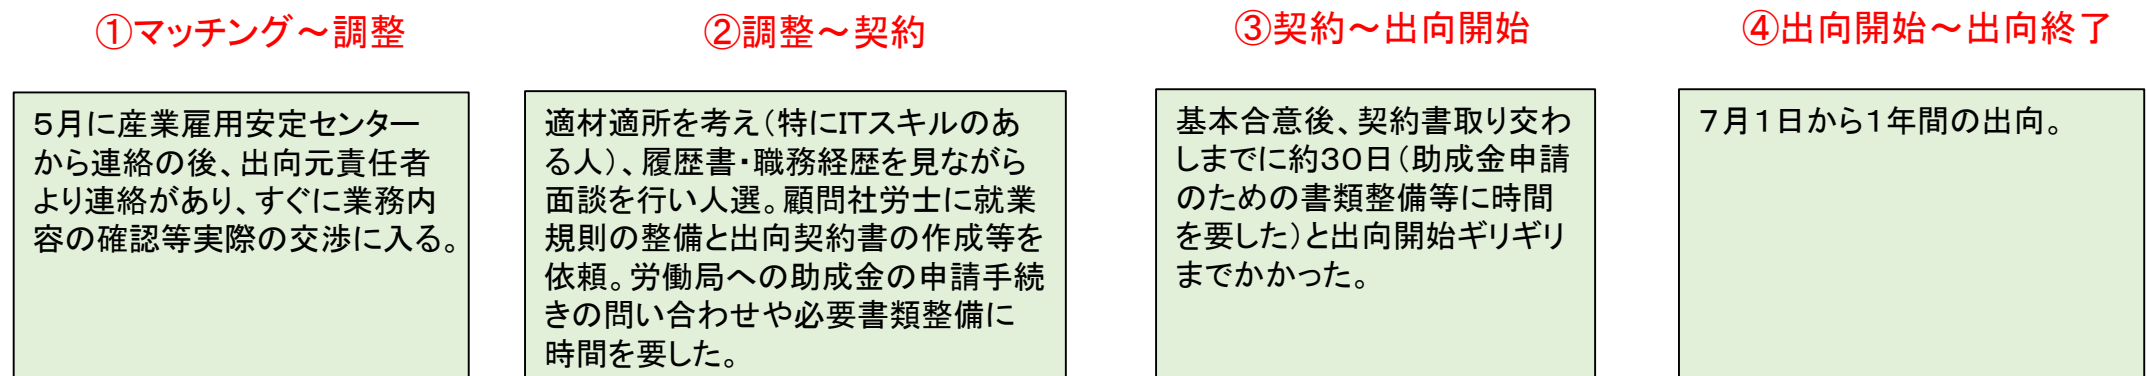 ①マッチング～調整
５月に産業雇用安定センター
から連絡の後、出向元責任者
より連絡があり、すぐに業務内
容の確認等実際の交渉に入る。
②調整～契約
適材適所を考え（特にITスキルのあ
る人）、履歴書・職務経歴を見ながら
面談を行い人選。顧問社労士に就業
規則の整備と出向契約書の作成等を
依頼。労働局への助成金の申請手続
きの問い合わせや必要書類整備に
時間を要した。
③契約～出向開始
基本合意後、契約書取り交わ
しまでに約３０日（助成金申請
のための書類整備等に時間
を要した）と出向開始ギリギリ
までかかった。
④出向開始～出向終了
７月１日から１年間の出向。